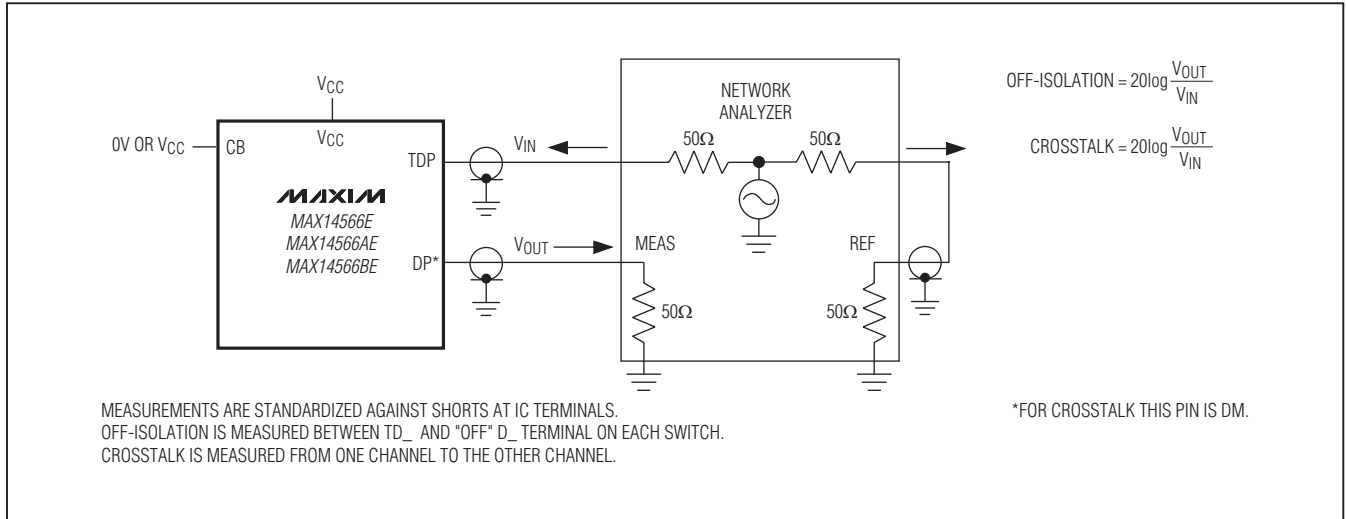 VCC
0V OR VCC
CB
VCC
TDP
MAXIM
MAX14566E
MAX14566AE
MAX14566BE
DP*
VIN
VOUT
NETWORK
ANALYZER
50Ω
50Ω
MEAS
REF
50Ω
50Ω
OFF-ISOLATION = 20log VOUT
VIN
CROSSTALK = 20log VOUT
VIN
MEASUREMENTS ARE STANDARDIZED AGAINST SHORTS AT IC TERMINALS.
OFF-ISOLATION IS MEASURED BETWEEN TD_ AND "OFF" D_ TERMINAL ON EACH SWITCH.
CROSSTALK IS MEASURED FROM ONE CHANNEL TO THE OTHER CHANNEL.
*FOR CROSSTALK THIS PIN IS DM.